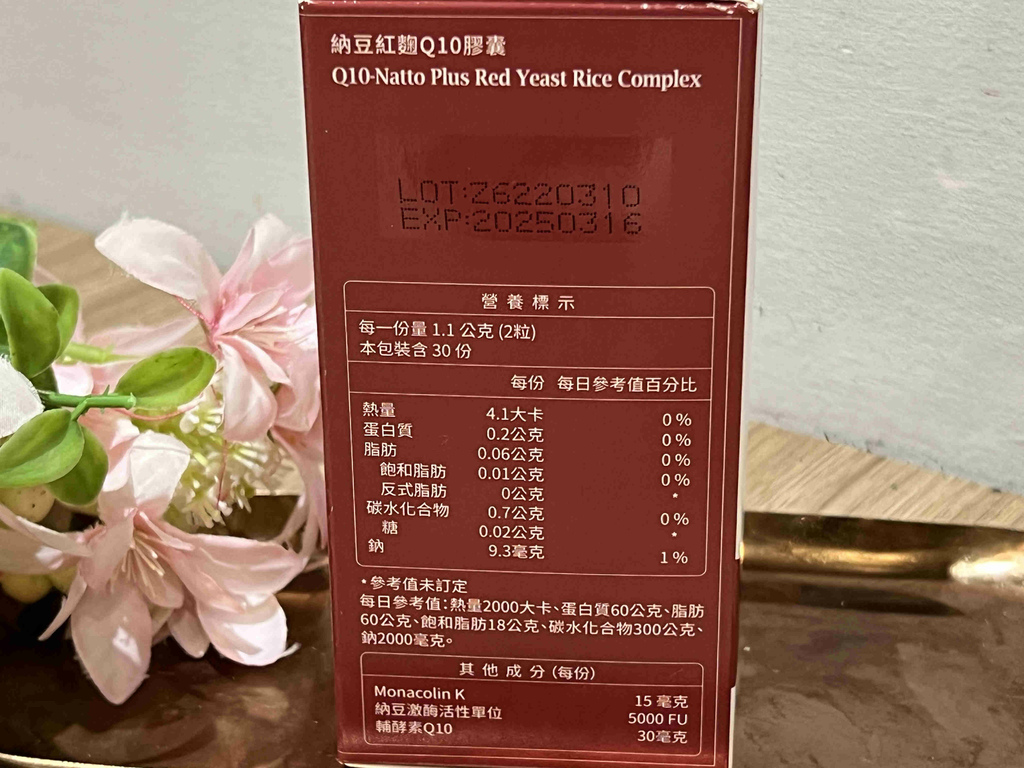 納豆紅麴Q10膠囊
Q10-Natto Plus Red Yeast Rice Complex
LOT:Z6220310
EXP:20250316
營養標示
每一份量 1.1 公克 (2粒)
本包裝含 30 份
每份 每日參考值百分比
熱量 4.1大卡 0%
蛋白質 0.2公克 0%
脂肪 0.06公克 0%
飽和脂肪 0.01公克 0%
反式脂肪 0公克 *
碳水化合物 0.7公克 0%
糖 0.02公克 *
鈉 9.3毫克 1%
*參考值未訂定
每日參考值:熱量2000大卡、蛋白質60公克、脂肪
60公克、飽和脂肪18公克、碳水化合物300公克、
鈉2000毫克。
其他成分(每份)
Monacolin K 15 毫克
納豆激酶活性單位 5000 FU
輔酵素Q10 30毫克